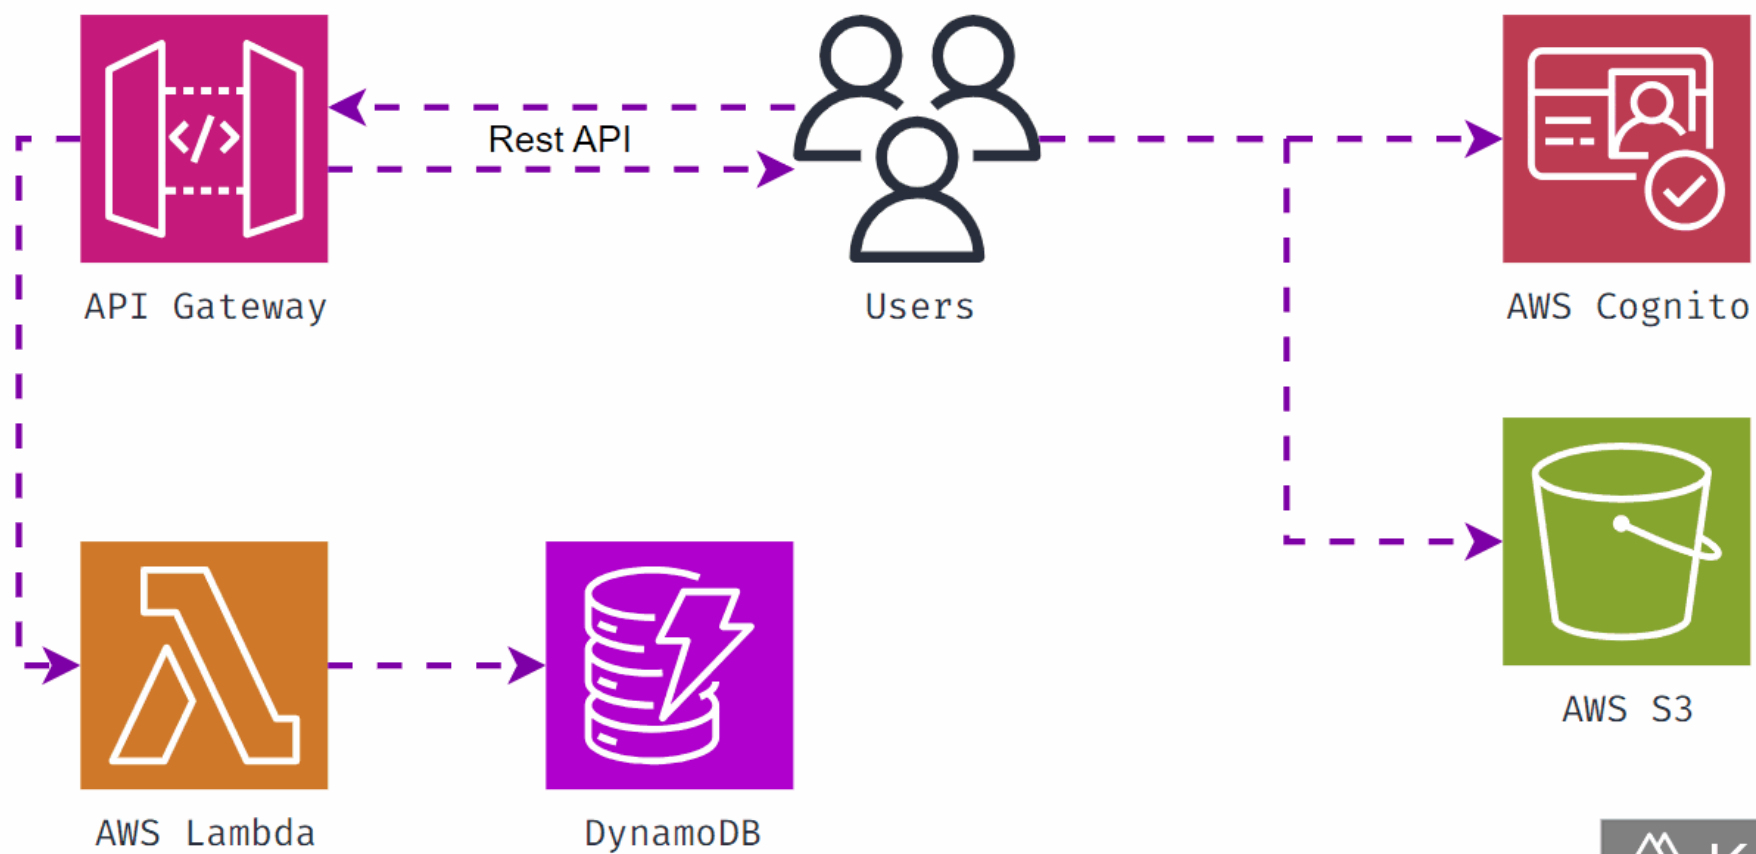 Rest API
API Gateway
Users
AWS Cognito
AWS S3
AWS Lambda
DynamoDB